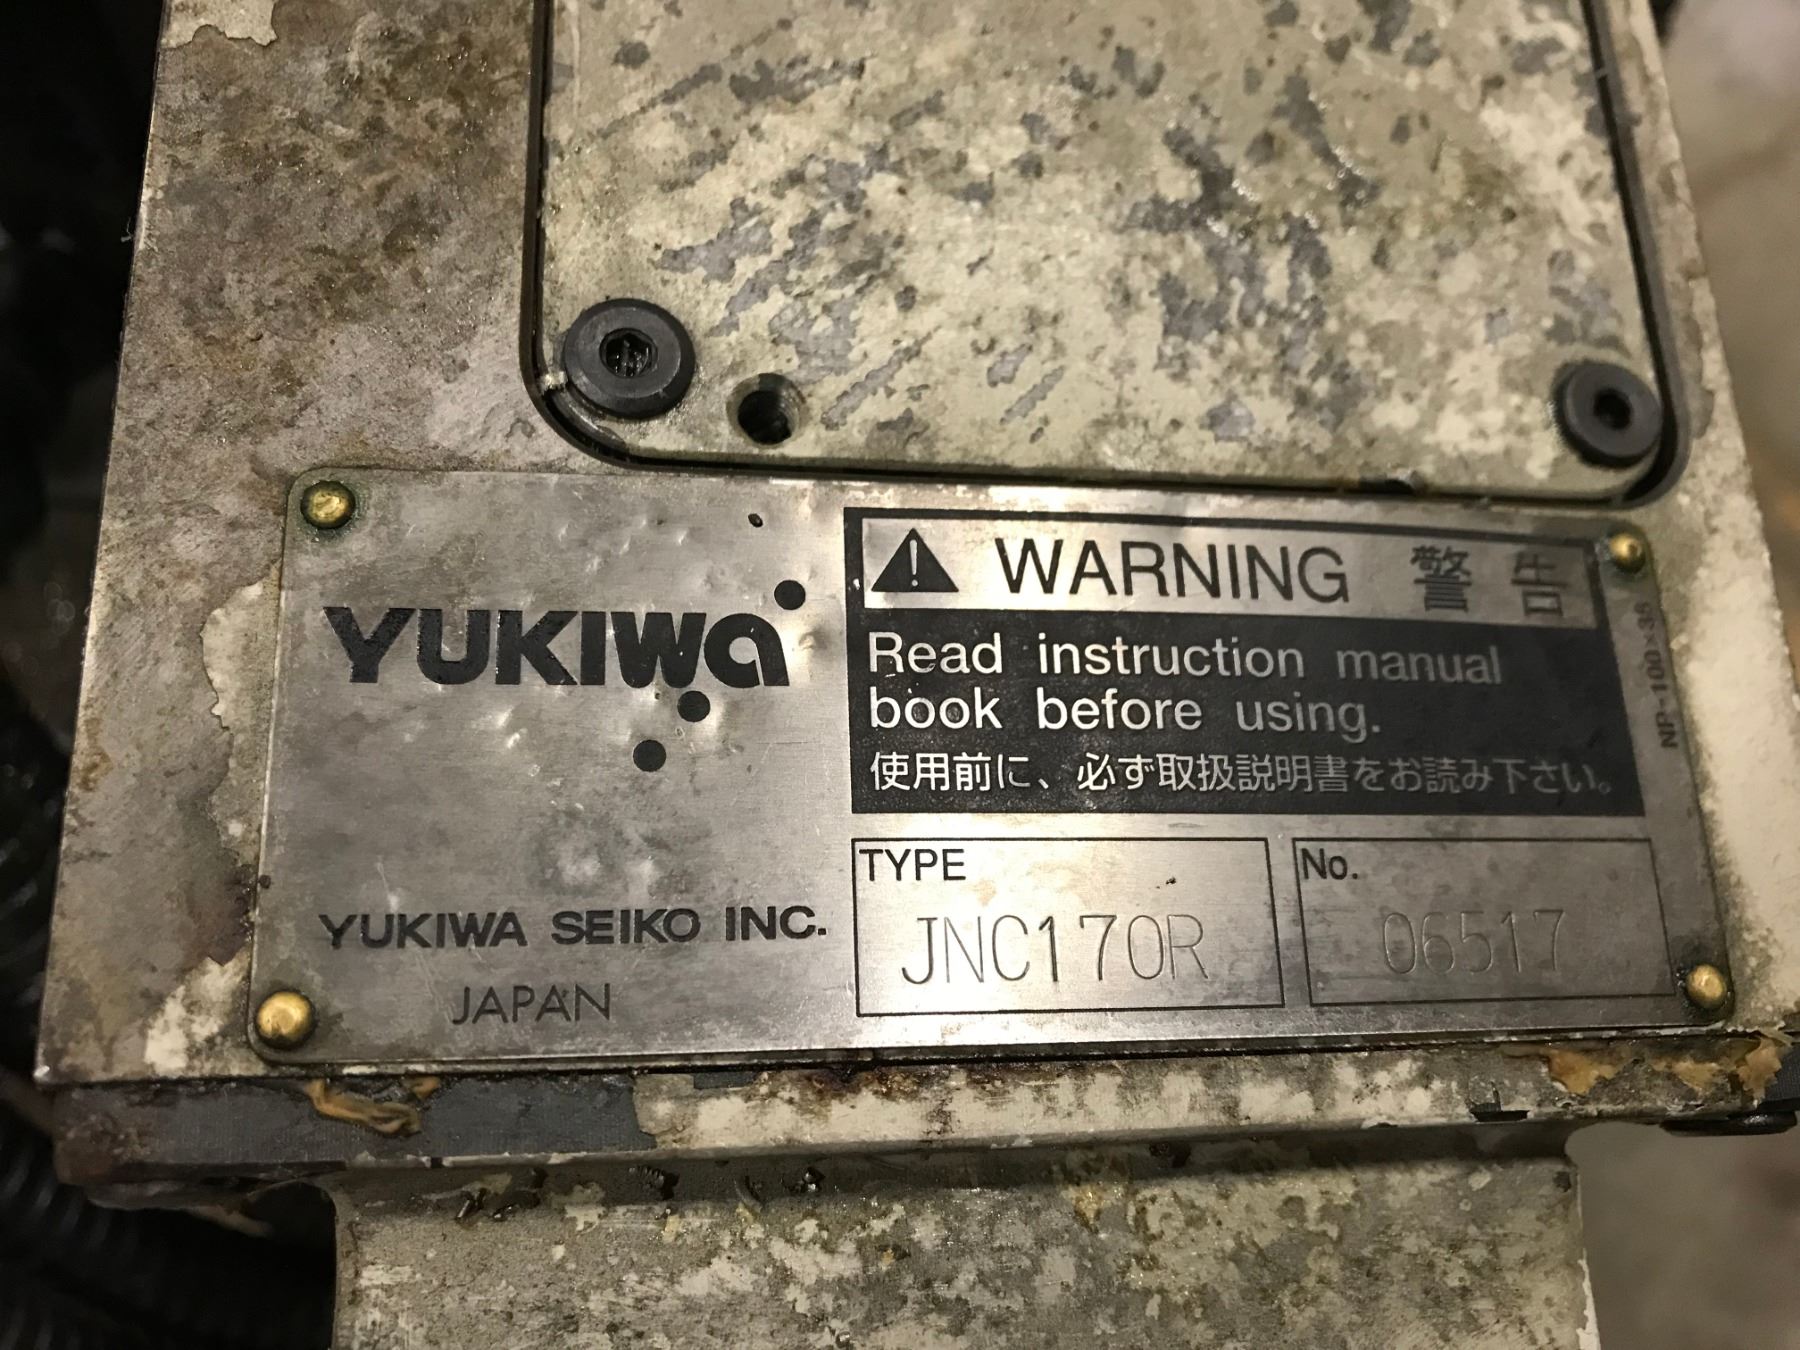 YUKIWA
YUKIWA SEIKO INC.
JAPAN
WARNING 警告
Read instruction manual
book before using.
使用前に、必ず取扱説明書をお読み下さい。
NP-100×36
TYPE
JNC170R
No.
06517